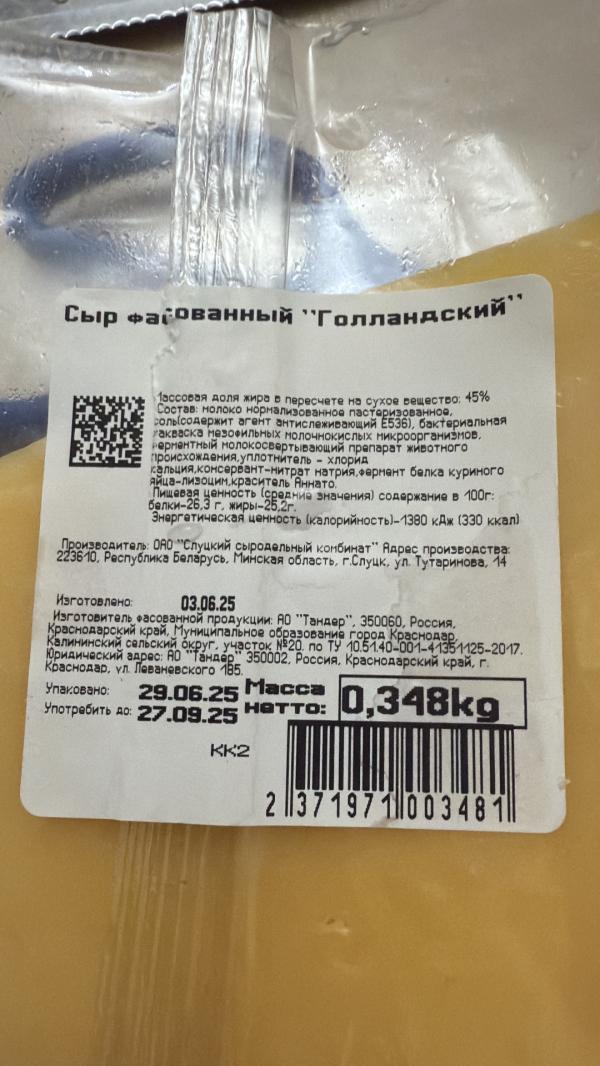 Сыр фасованный "Голландский"
Массовая доля жира в пересчете на сухое вещество: 45%
Состав: молоко нормализованное пастеризованное,
соль(содержит агент антислеживающий Е536), бактериальная
закваска мезофильных молочнокислых микроорганизмов,
ферментный молокосвертывающий препарат животного
происхождения,уплотнитель - хлорид
кальция,консервант-нитрат натрия,фермент белка куриного
яйца-лизоцим,краситель Аннато.
Пищевая ценность (средние значения) содержание в 100г:
белки-26,3 г, жиры-25,2г.
Энергетическая ценность (калорийность)-1380 кДж (330 ккал)
Производитель: ОАО "Слуцкий сыродельный комбинат" Адрес производства:
223610, Республика Беларусь, Минская область, г.Слуцк, ул. Тутаринова, 14
Изготовлено: 03.06.25
Изготовитель фасованной продукции: АО "Тандер", 350060, Россия,
Краснодарский край, Муниципальное образование город Краснодар,
Калининский сельский округ, участок №20. по ТУ 10.51.40-001-41351125-2017.
Юридический адрес: АО "Тандер" 350002, Россия, Краснодарский край, г.
Краснодар, ул. Леваневского 185.
Упаковано: 29.06.25 Масса 0,348kg
Употребить до: 27.09.25 нетто:
КК2
2 371971 003481